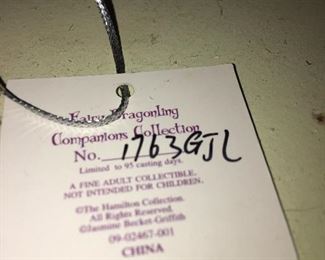 Fairy Dragonling
Companions Collection
No. 1763GJL
Limited to 95 casting days.
A FINE ADULT COLLECTIBLE,
NOT INTENDED FOR CHILDREN.
©The Hamilton Collection.
All Rights Reserved.
©Jasmine Becket-Griffith
09-02467-001
CHINA